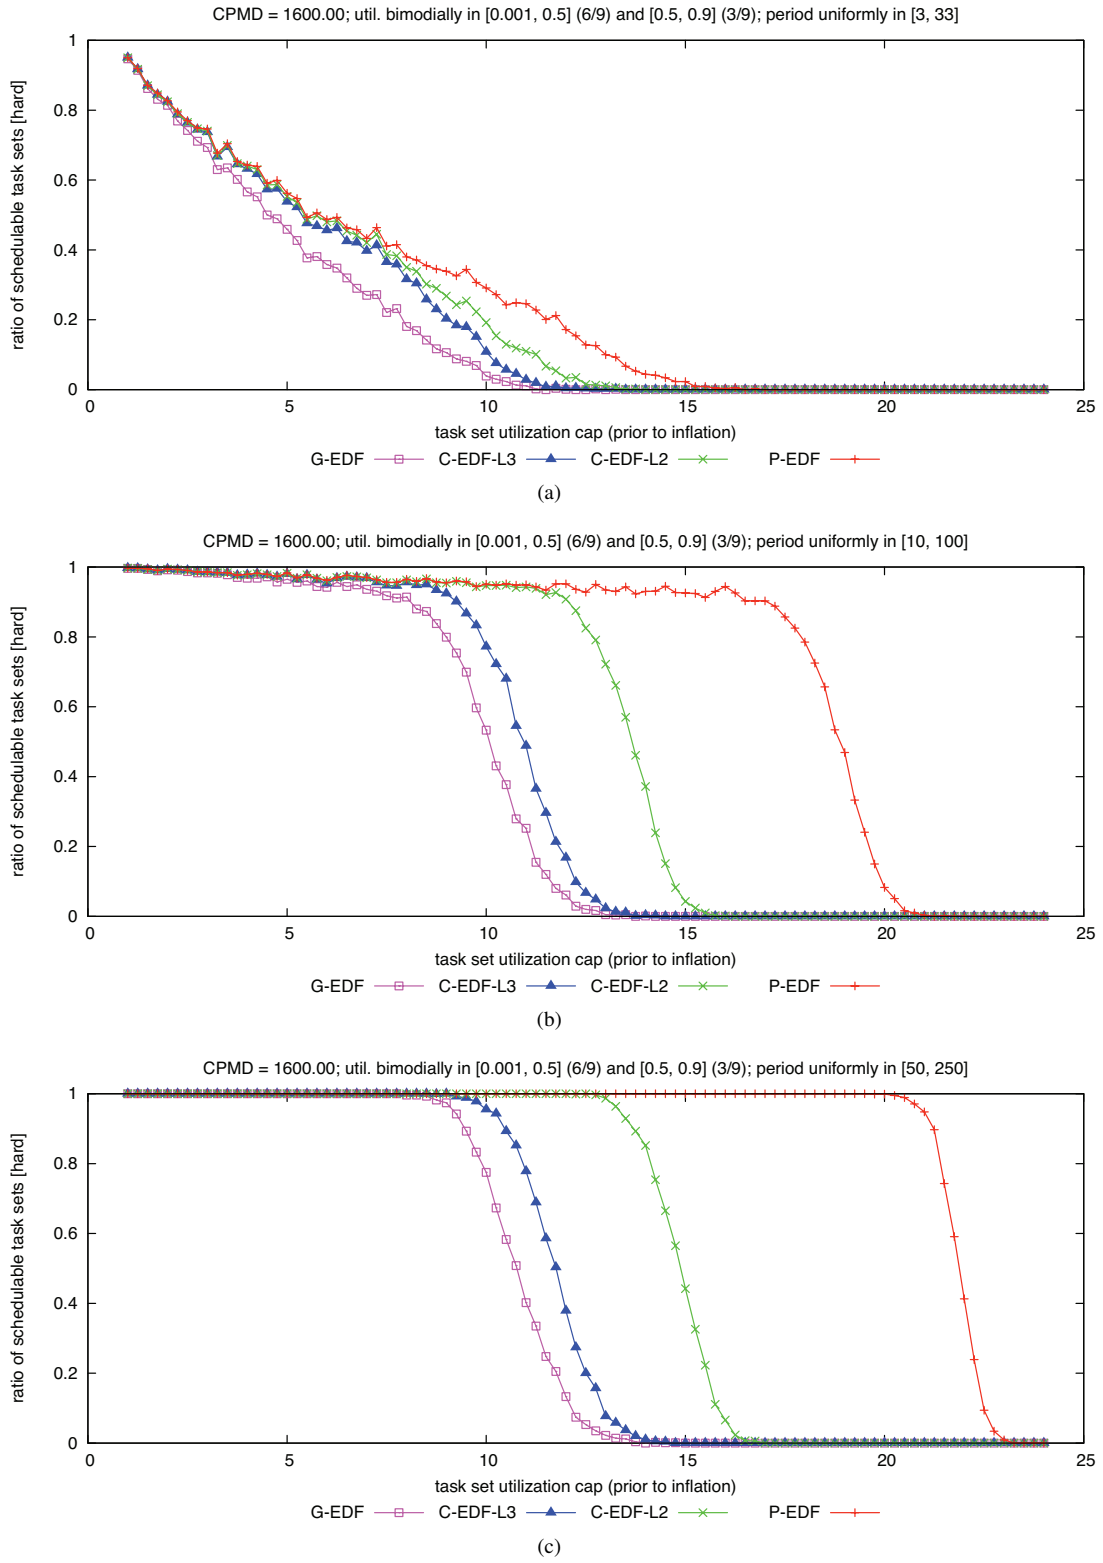 CPMD = 1600.00; util. bimodially in [0.001, 0.5] (6/9) and [0.5, 0.9] (3/9); period uniformly in [3, 33]
ratio of schedulable task sets [hard]
1
0.8
0.6
0.4
0.2
0
0 5 10 15 20 25
task set utilization cap (prior to inflation)
G-EDF C-EDF-L3 C-EDF-L2 P-EDF
(a)
CPMD = 1600.00; util. bimodially in [0.001, 0.5] (6/9) and [0.5, 0.9] (3/9); period uniformly in [10, 100]
ratio of schedulable task sets [hard]
1
0.8
0.6
0.4
0.2
0
0 5 10 15 20 25
task set utilization cap (prior to inflation)
G-EDF C-EDF-L3 C-EDF-L2 P-EDF
(b)
CPMD = 1600.00; util. bimodially in [0.001, 0.5] (6/9) and [0.5, 0.9] (3/9); period uniformly in [50, 250]
ratio of schedulable task sets [hard]
1
0.8
0.6
0.4
0.2
0
0 5 10 15 20 25
task set utilization cap (prior to inflation)
G-EDF C-EDF-L3 C-EDF-L2 P-EDF
(c)